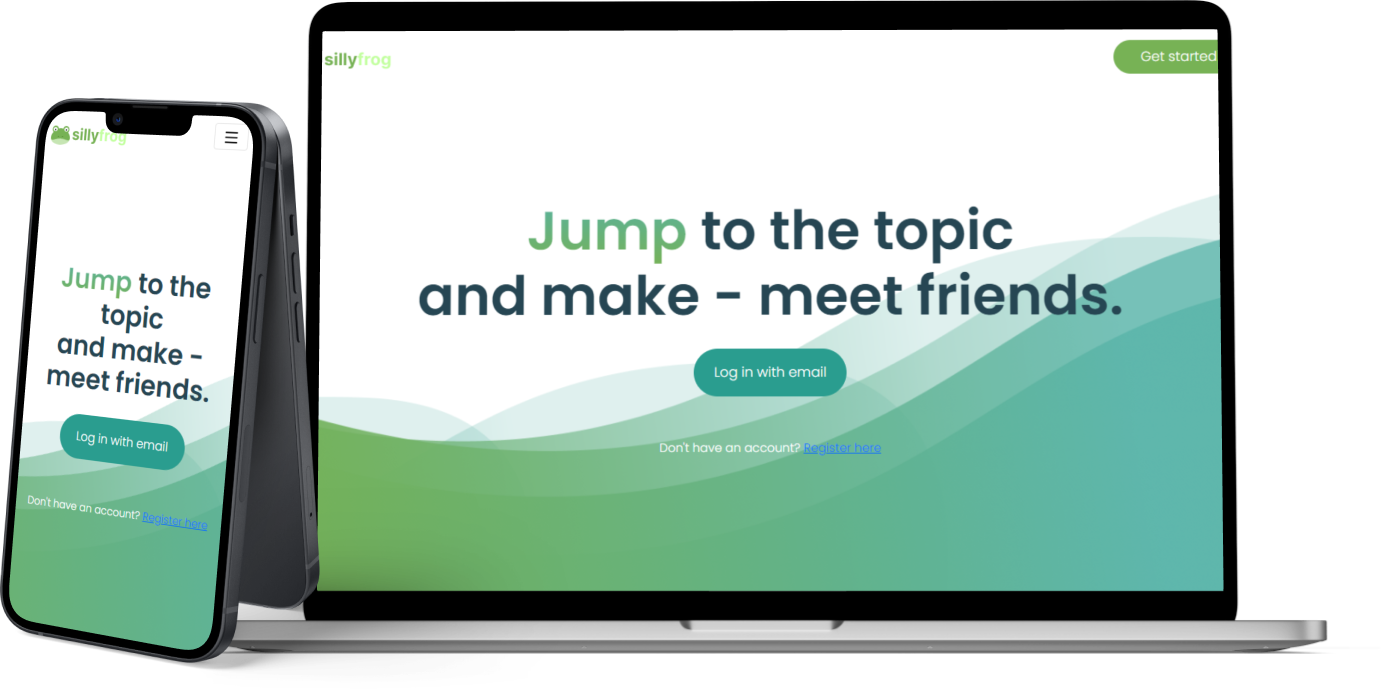 sillyfrog
Get started
Jump to the topic
and make - meet friends.
Log in with email
Don't have an account? Register here
sillyfrog
Jump to the
topic
and make -
meet friends.
Log in with email
Don't have an account? Register here